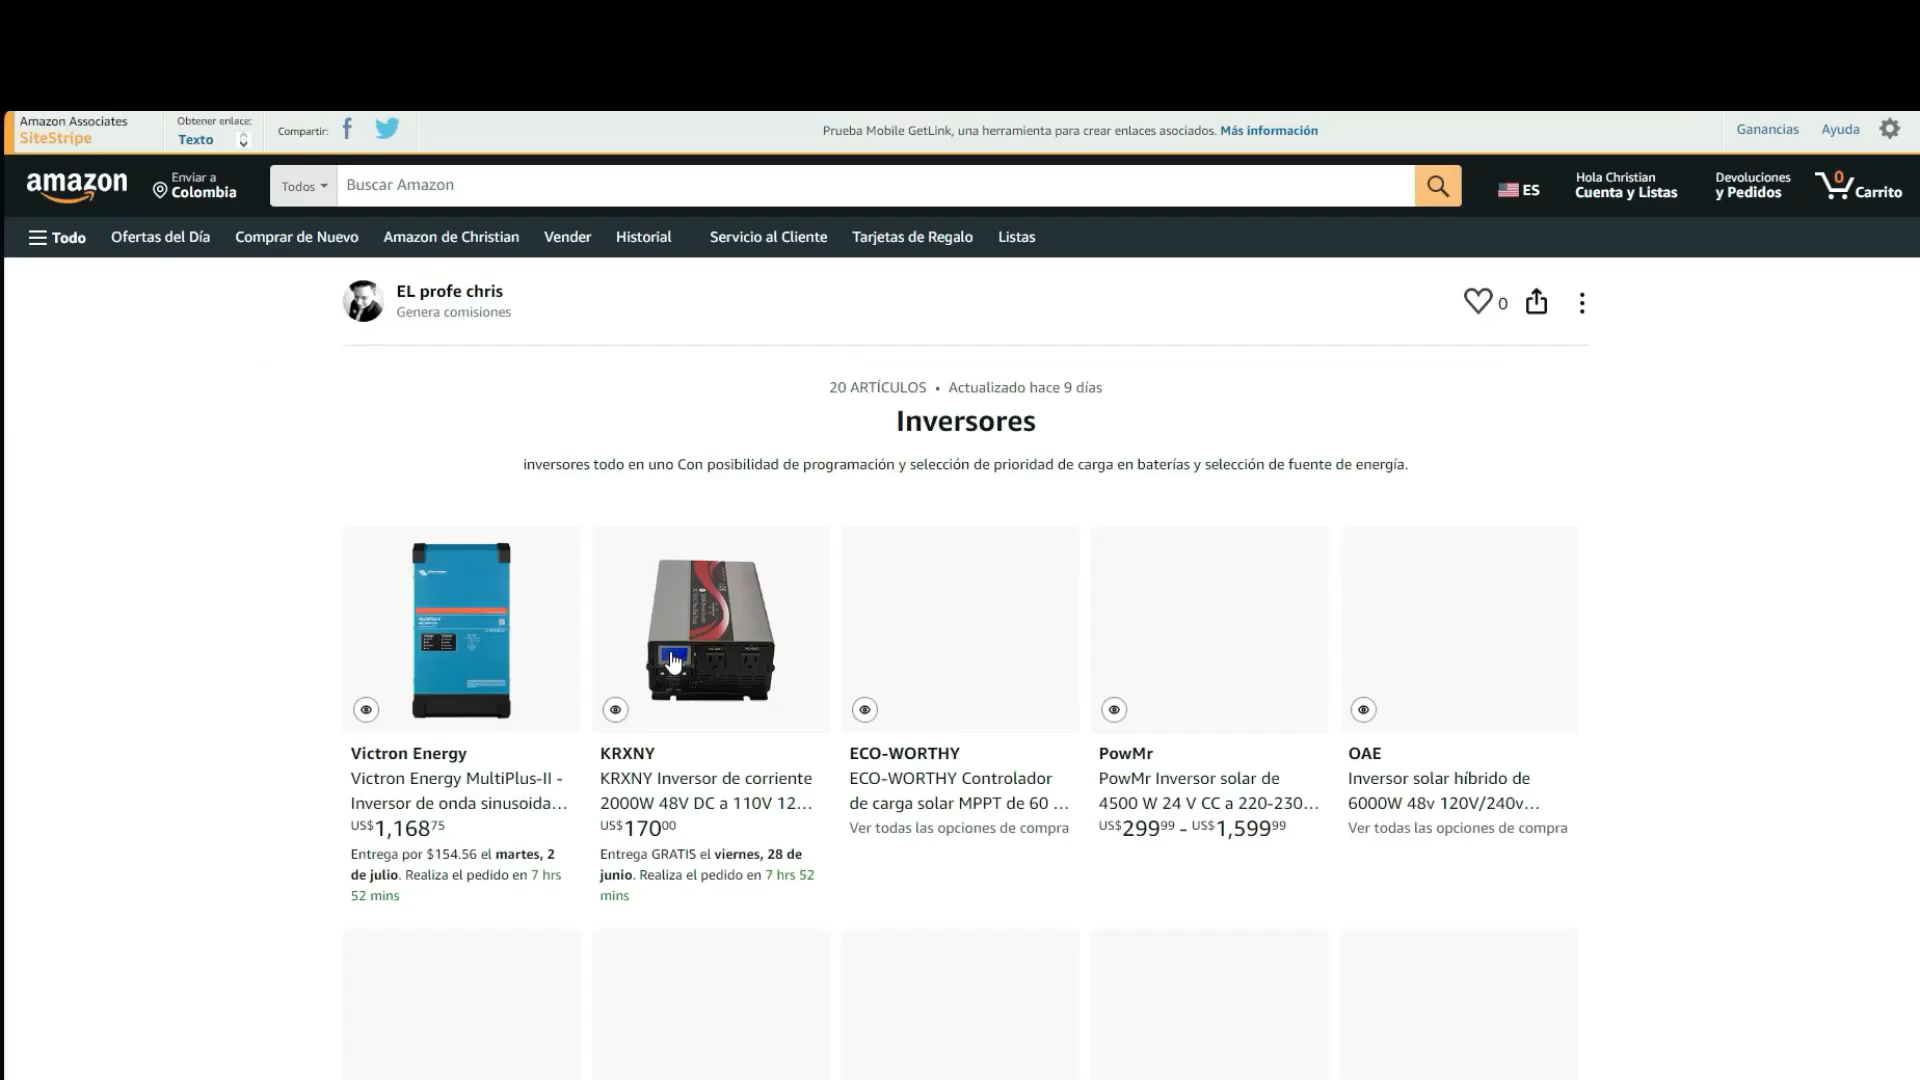 Amazon Associates
SiteStripe
Obtener enlace:
Texto
Compartir:
Prueba Mobile GetLink, una herramienta para crear enlaces asociados. Más información
Ganancias
Ayuda
amazon
Enviar a
Colombia
Todos
Buscar Amazon
ES
Hola Christian
Cuenta y Listas
Devoluciones
y Pedidos
0
Carrito
Todo
Ofertas del Día
Comprar de Nuevo
Amazon de Christian
Vender
Historial
Servicio al Cliente
Tarjetas de Regalo
Listas
EL profe chris
Genera comisiones
0
20 ARTÍCULOS • Actualizado hace 9 días
Inversores
inversores todo en uno Con posibilidad de programación y selección de prioridad de carga en baterías y selección de fuente de energía.
Victron Energy
Victron Energy MultiPlus-II -
Inversor de onda sinusoida...
US$1,16875
Entrega por $154.56 el martes, 2
de julio. Realiza el pedido en 7 hrs
52 mins
KRXNY
KRXNY Inversor de corriente
2000W 48V DC a 110V 12...
US$17000
Entrega GRATIS el viernes, 28 de
junio. Realiza el pedido en 7 hrs 52
mins
ECO-WORTHY
ECO-WORTHY Controlador
de carga solar MPPT de 60 ...
Ver todas las opciones de compra
PowMr
PowMr Inversor solar de
4500 W 24 V CC a 220-230...
US$29999 - US$1,59999
OAE
Inversor solar híbrido de
6000W 48v 120V/240v...
Ver todas las opciones de compra